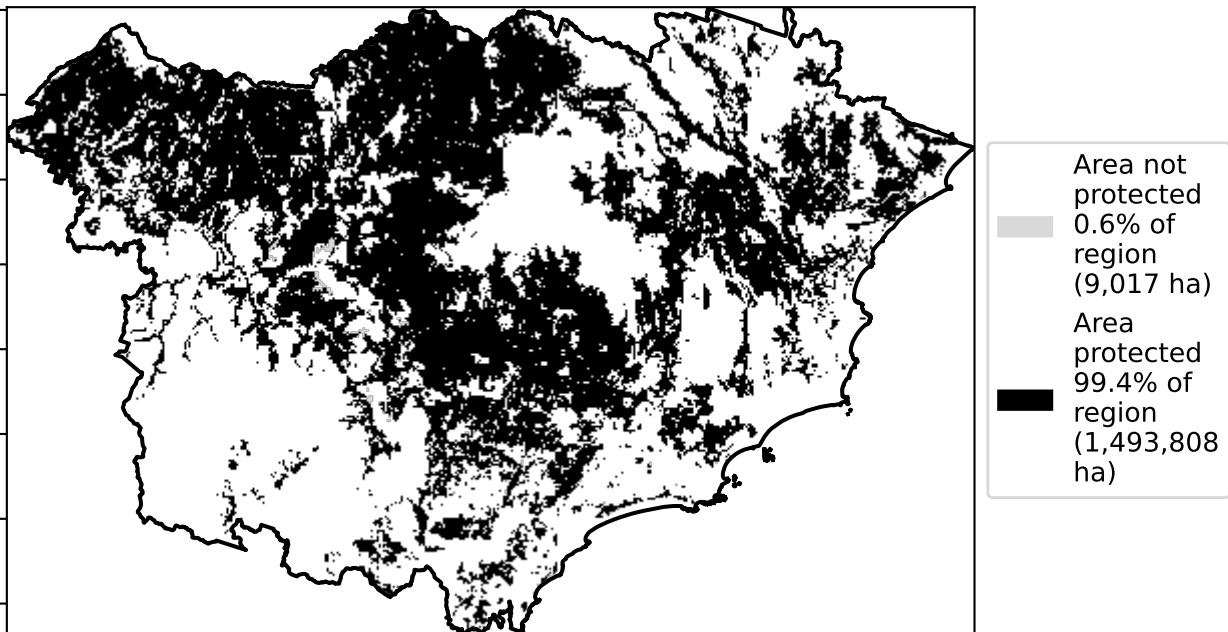 Area not
protected
0.6% of
region
(9,017 ha)
Area
protected
99.4% of
region
(1,493,808
ha)